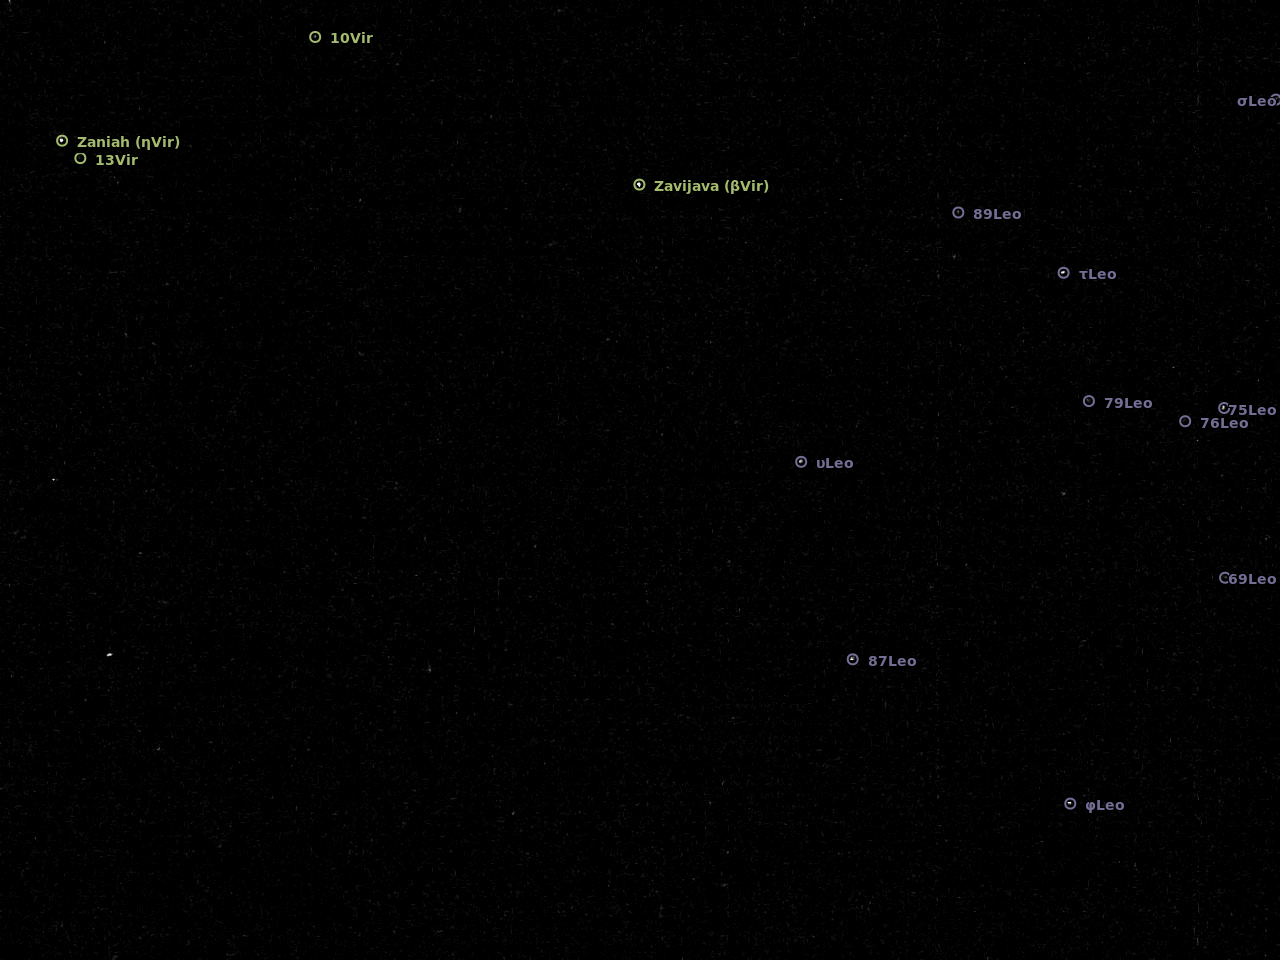 10Vir
σLeo
Zaniah (ηVir)
13Vir
Zavijava (βVir)
89Leo
τLeo
79Leo
75Leo
76Leo
υLeo
69Leo
87Leo
φLeo